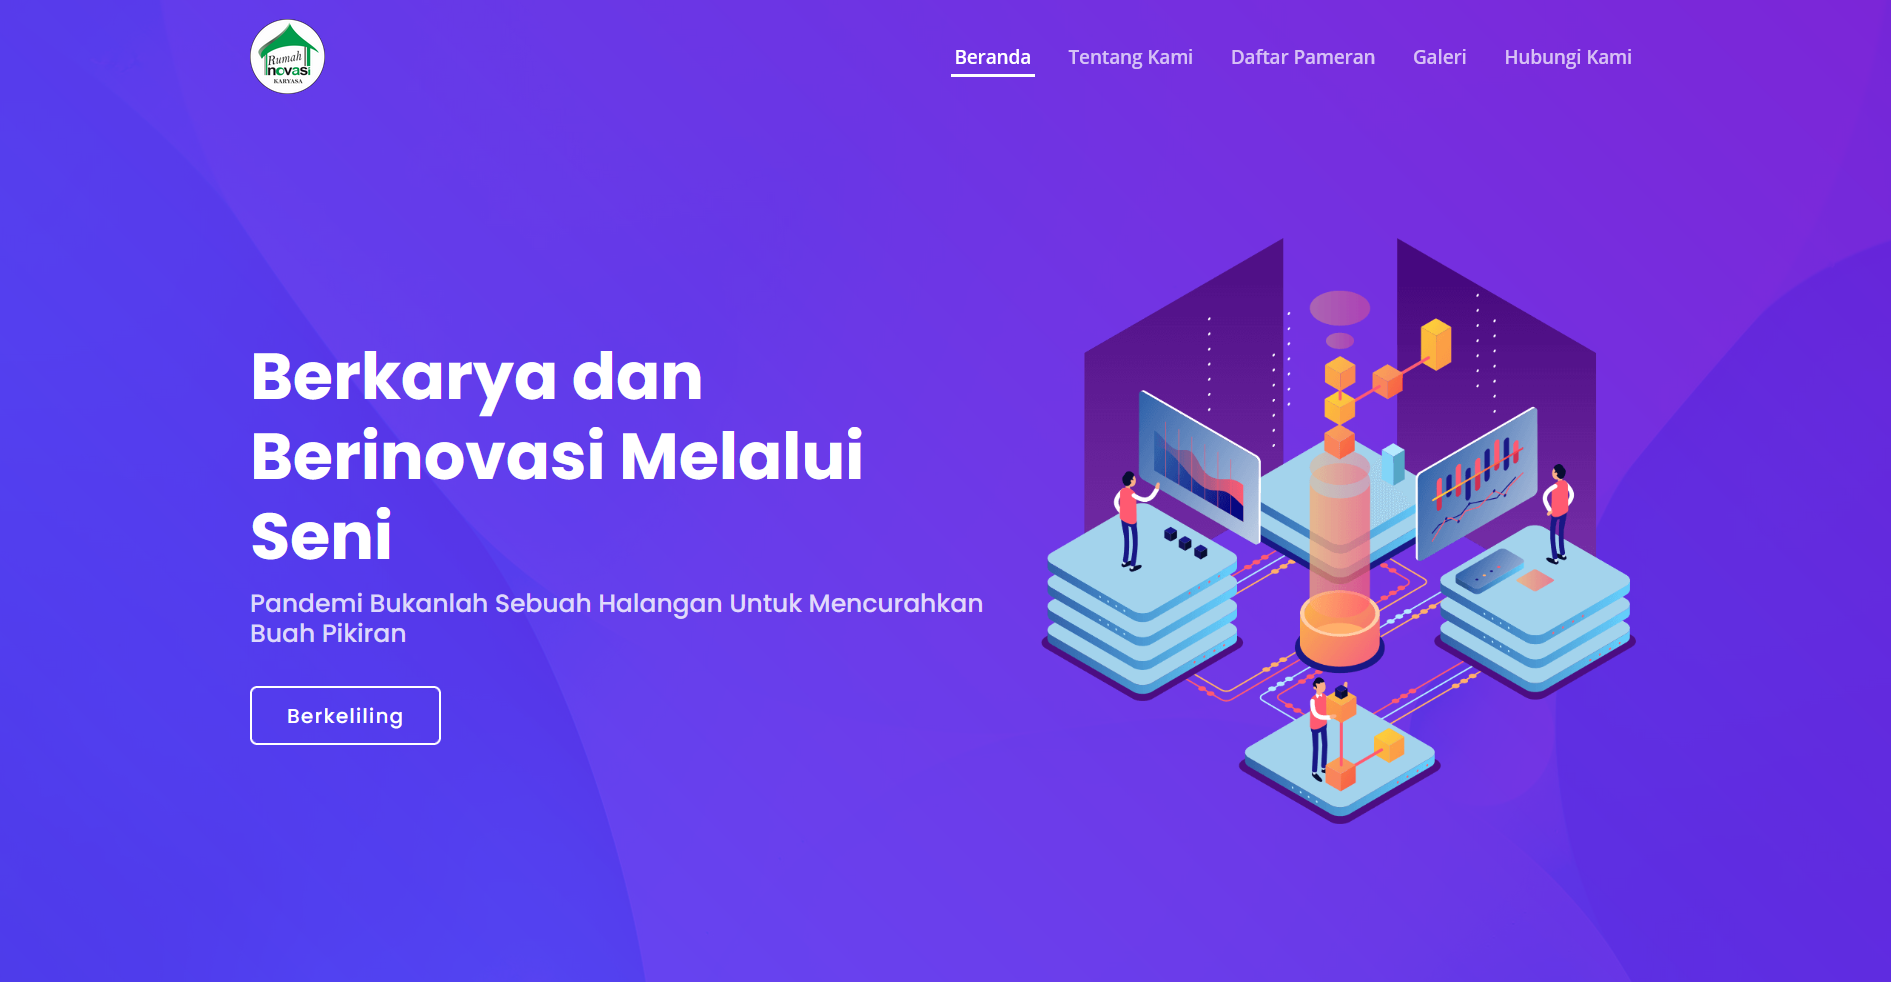 Rumah
novasi
KARYASA
Beranda Tentang Kami Daftar Pameran Galeri Hubungi Kami
Berkarya dan
Berinovasi Melalui
Seni
Pandemi Bukanlah Sebuah Halangan Untuk Mencurahkan
Buah Pikiran
Berkeliling